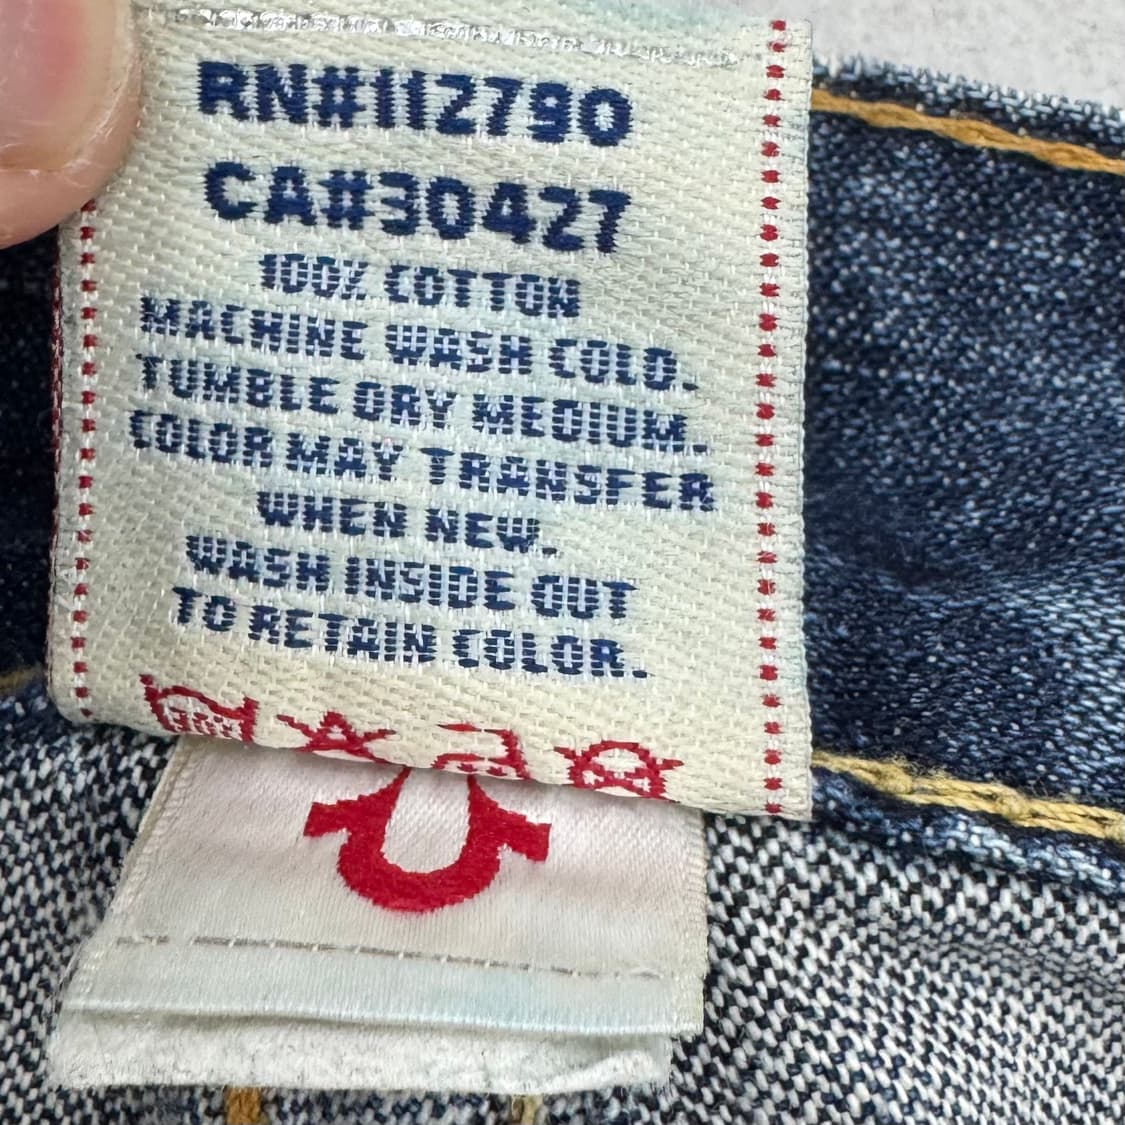 RN#112790
CA#30427
100% COTTON
MACHINE WASH COLD.
TUMBLE DRY MEDIUM.
COLOR MAY TRANSFER
WHEN NEW.
WASH INSIDE OUT
TO RETAIN COLOR.